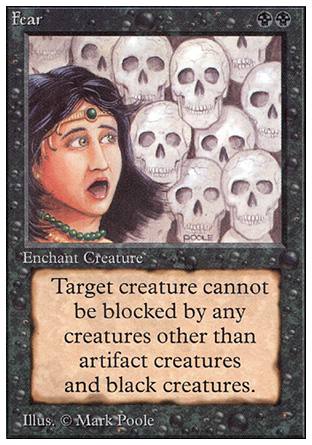 Fear
POOLE
Enchant Creature
Target creature cannot
be blocked by any
creatures other than
artifact creatures
and black creatures.
Illus. © Mark Poole